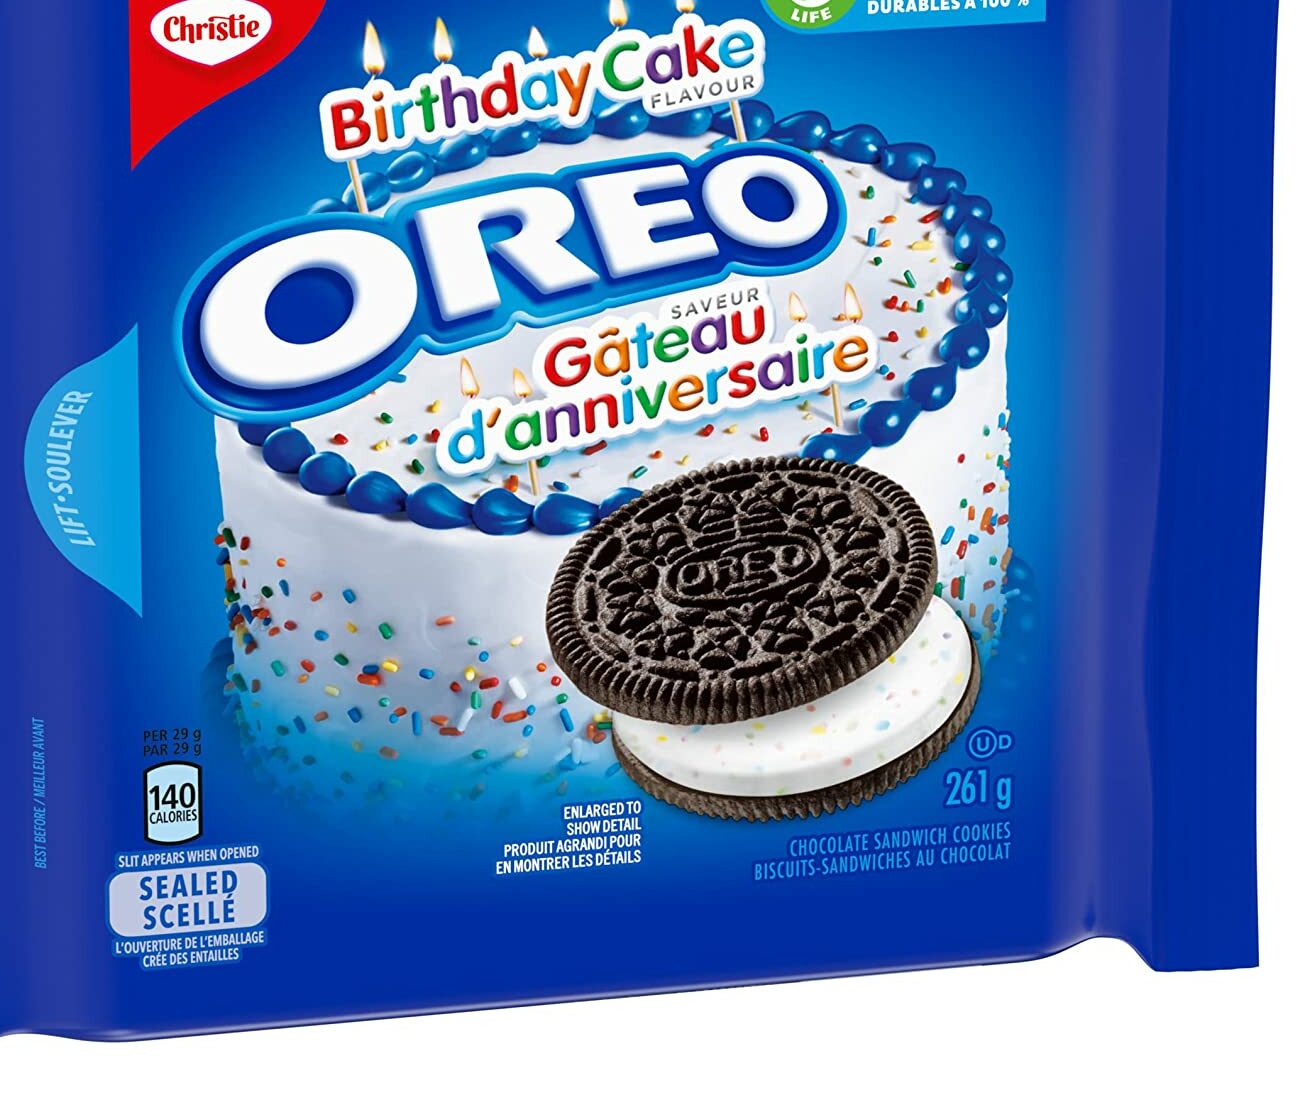 Christie
LIFE
DURABLES À 100 %
Birthday Cake
FLAVOUR
OREO
SAVEUR
Gâteau
d'anniversaire
LIFT•SOULEVER
OREO
PER 29 g
PAR 29 g
140
CALORIES
SLIT APPEARS WHEN OPENED
SEALED
SCELLÉ
L'OUVERTURE DE L'EMBALLAGE
CRÉE DES ENTAILLES
BEST BEFORE / MEILLEUR AVANT
ENLARGED TO
SHOW DETAIL
PRODUIT AGRANDI POUR
EN MONTRER LES DÉTAILS
U D
261 g
CHOCOLATE SANDWICH COOKIES
BISCUITS-SANDWICHES AU CHOCOLAT